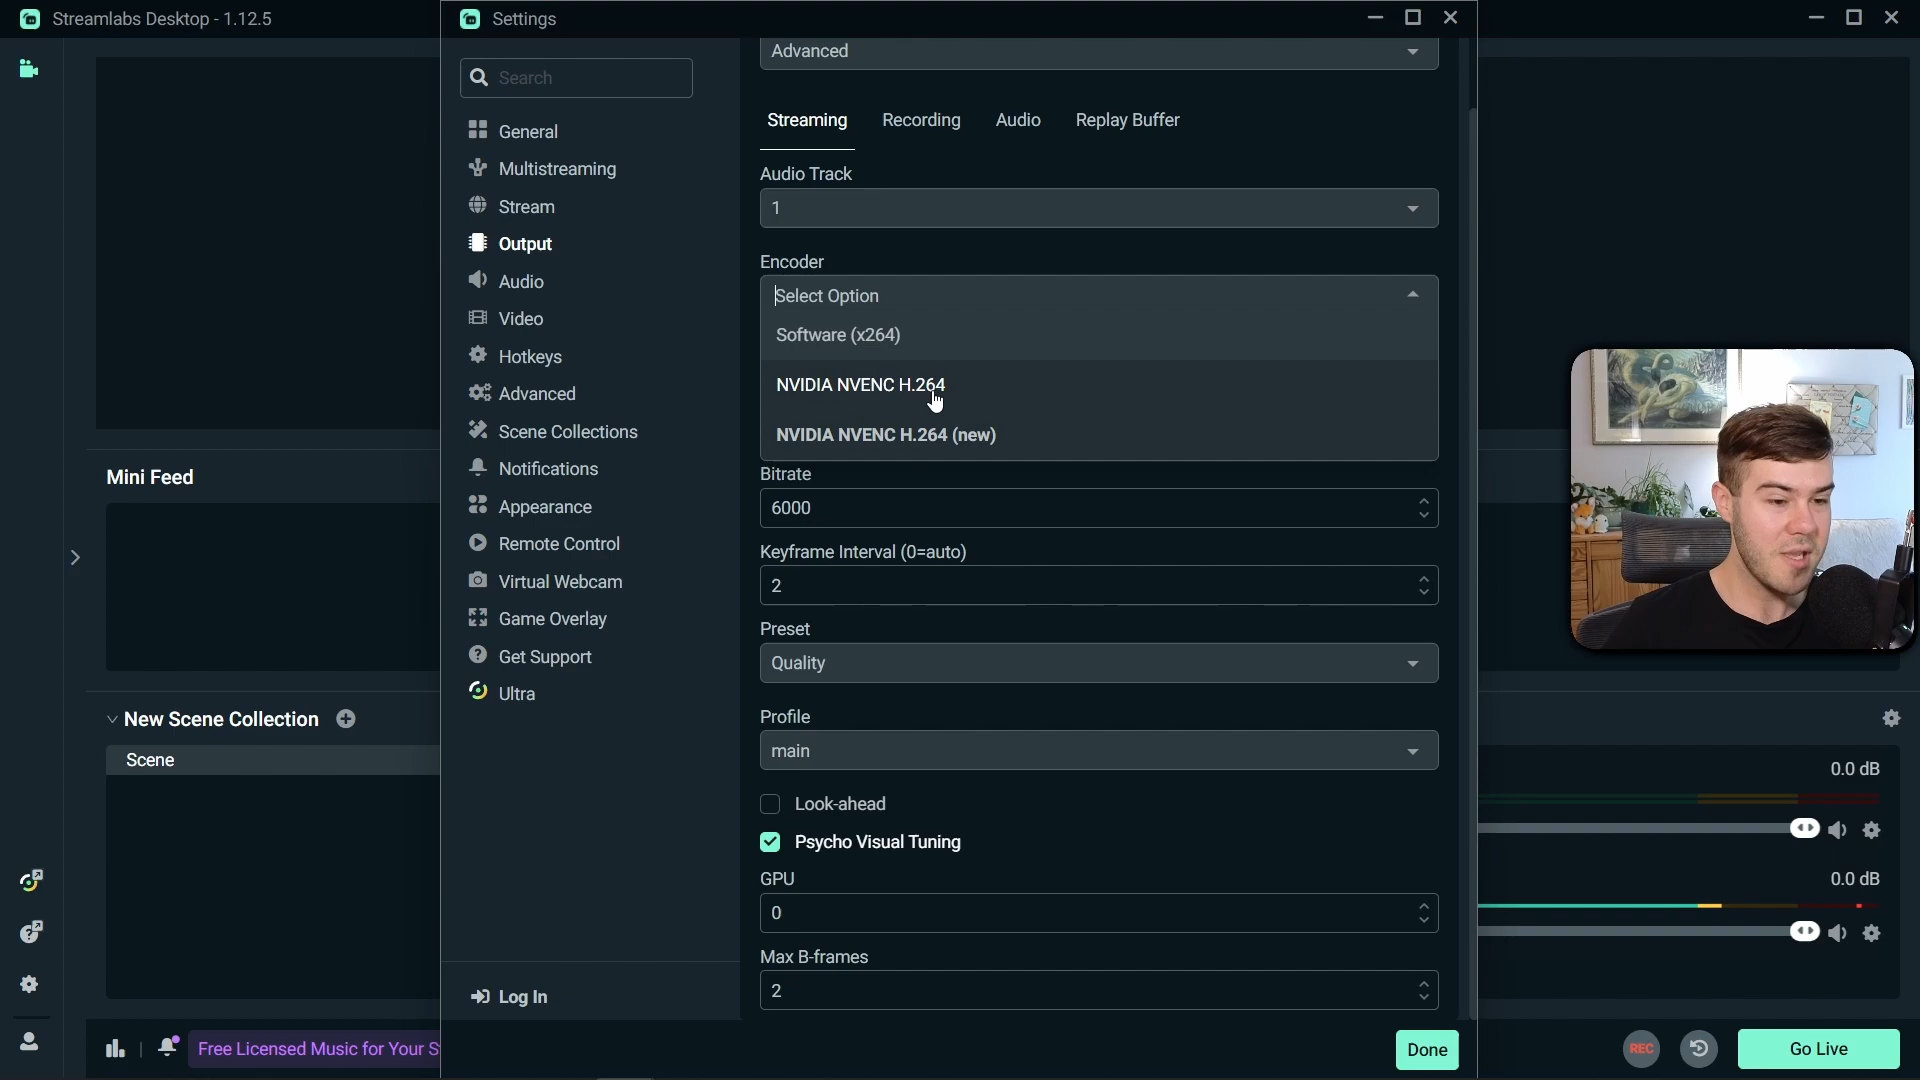 Streamlabs Desktop - 1.12.5
Settings
Search
General
Multistreaming
Stream
Output
Audio
Video
Hotkeys
Advanced
Scene Collections
Notifications
Appearance
Remote Control
Virtual Webcam
Game Overlay
Get Support
Ultra
Log In
Advanced
Streaming Recording Audio Replay Buffer
Audio Track
1
Encoder
Select Option
Software (x264)
NVIDIA NVENC H.264
NVIDIA NVENC H.264 (new)
Bitrate
6000
Keyframe Interval (0=auto)
2
Preset
Quality
Profile
main
Look-ahead
Psycho Visual Tuning
GPU
0
Max B-frames
2
Done
Mini Feed
New Scene Collection
Scene
Free Licensed Music for Your S
0.0 dB
0.0 dB
REC
Go Live